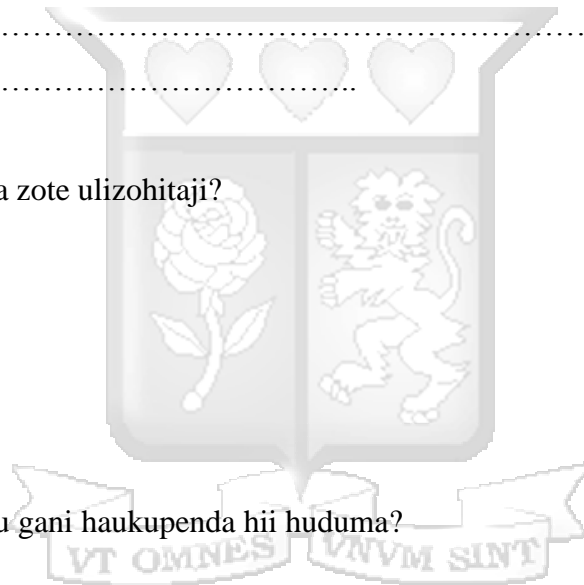 ………………………………………………………
……………………………..
a zote ulizohitaji?
u gani haukupenda hii huduma?
VT OMNES VNVM SINT